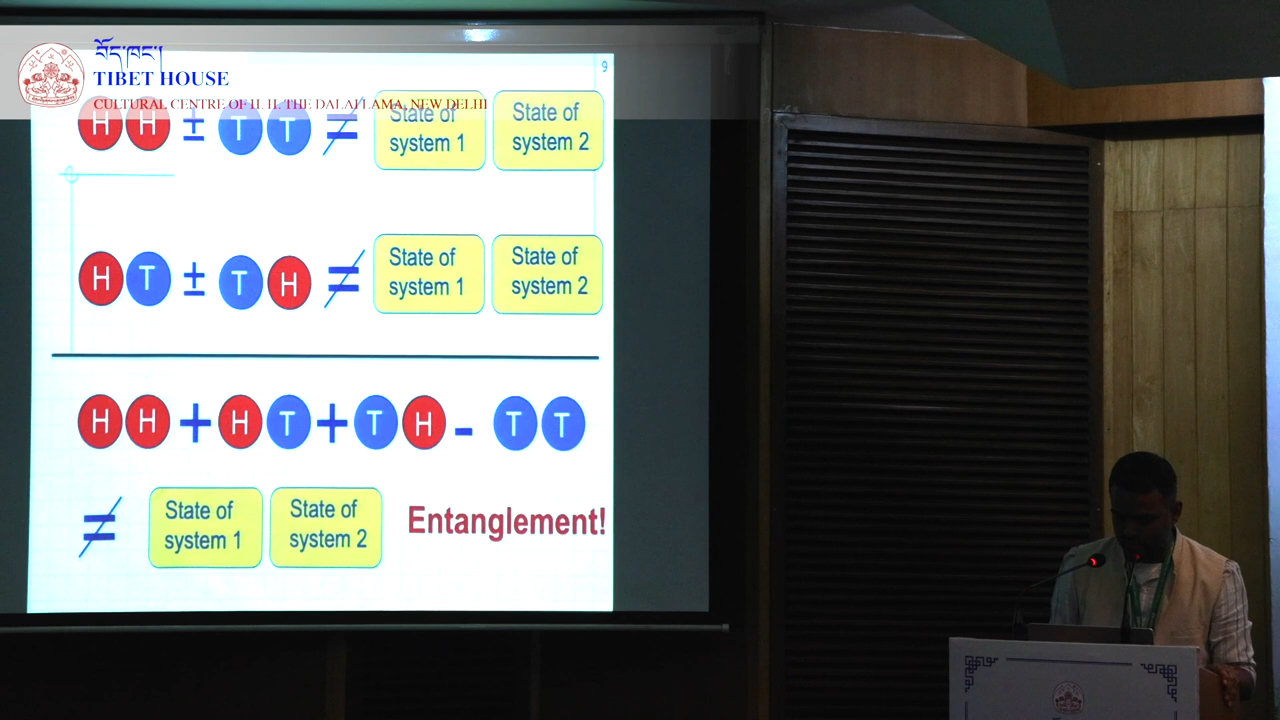 བོད་ཁང་།
TIBET HOUSE
CULTURAL CENTRE OF H. H. THE DALAI LAMA, NEW DELHI
9
H H ± T T ≠ State of system 1 State of system 2
H T ± T H ≠ State of system 1 State of system 2
H H + H T + T H - T T
≠ State of system 1 State of system 2 Entanglement!